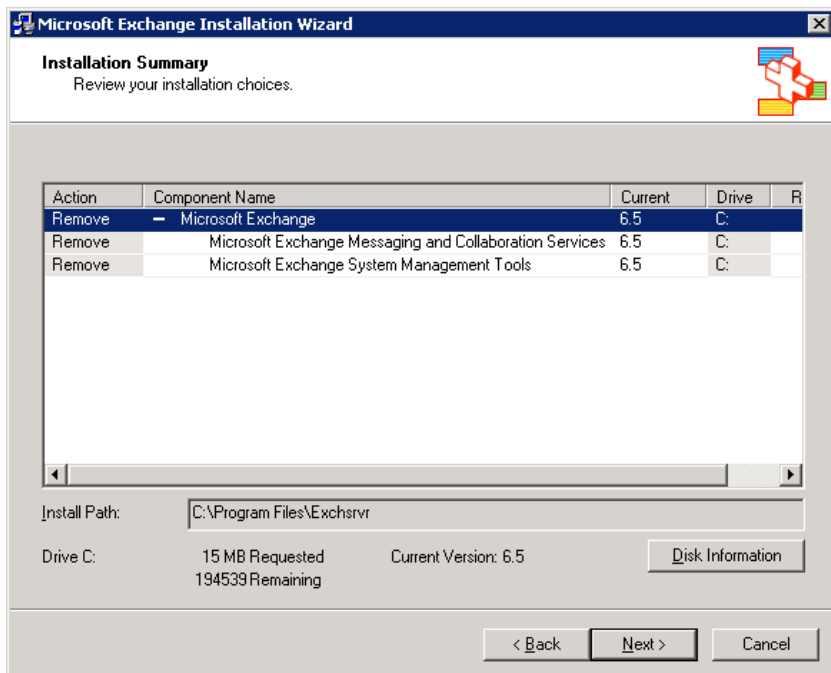 Microsoft Exchange Installation Wizard
Installation Summary
Review your installation choices.
Action Component Name Current Drive R
Remove Microsoft Exchange 6.5 C:
Remove Microsoft Exchange Messaging and Collaboration Services 6.5 C:
Remove Microsoft Exchange System Management Tools 6.5 C:
Install Path: C:\Program Files\Exchsrvr
Drive C: 15 MB Requested Current Version: 6.5 Disk Information
194539 Remaining
< Back Next > Cancel